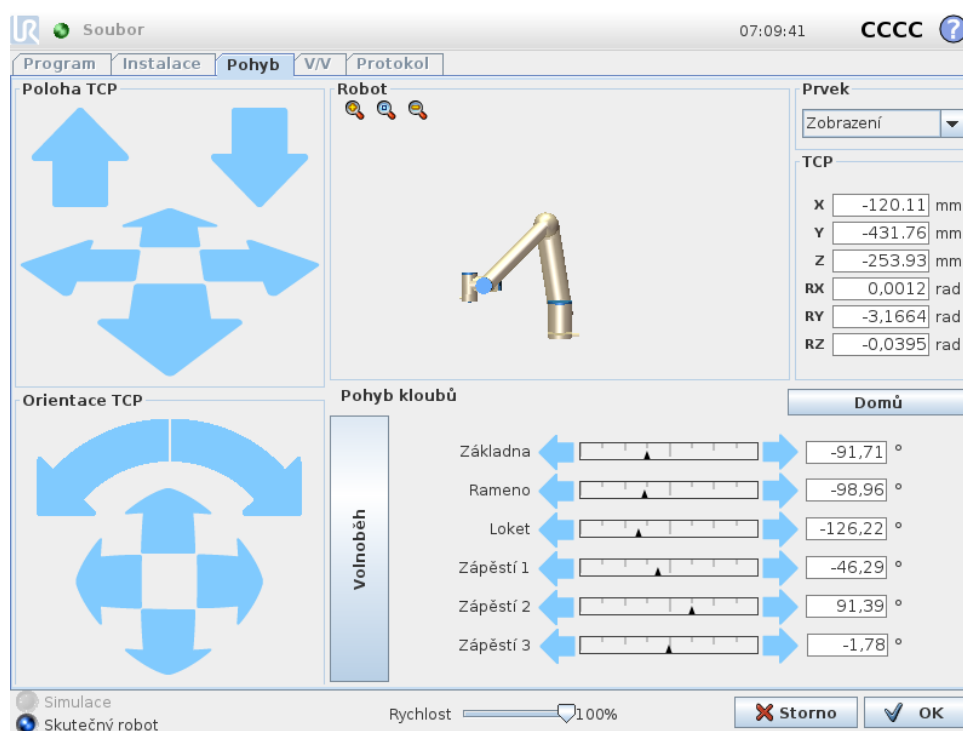 UR Soubor 07:09:41 CCCC ?
Program Instalace Pohyb V/V Protokol
Poloha TCP
Robot
Prvek
Zobrazení
TCP
X -120.11 mm
Y -431.76 mm
Z -253.93 mm
RX 0,0012 rad
RY -3,1664 rad
RZ -0,0395 rad
Orientace TCP
Pohyb kloubů
Domů
Volnoběh
Základna -91,71 °
Rameno -98,96 °
Loket -126,22 °
Zápěstí 1 -46,29 °
Zápěstí 2 91,39 °
Zápěstí 3 -1,78 °
Simulace
Skutečný robot
Rychlost 100%
Storno
OK